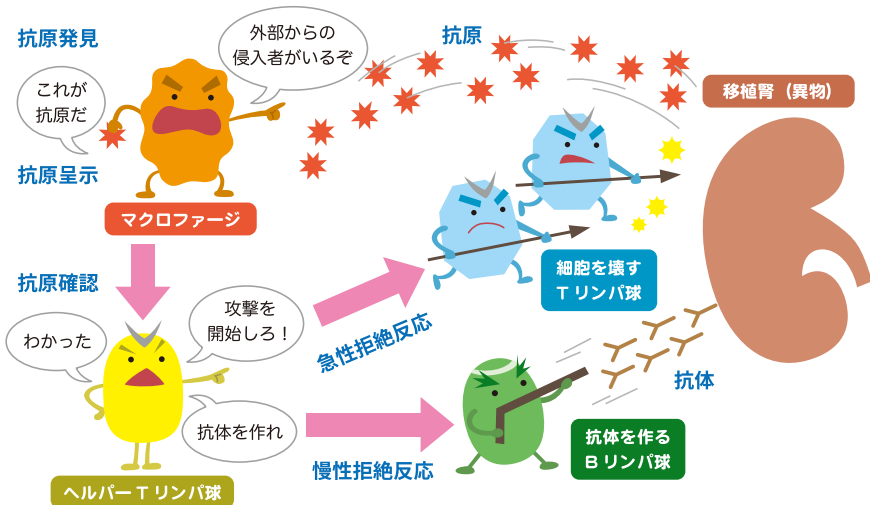 抗原発見
外部からの
侵入者がいるぞ
抗原
これが
抗原だ
移植腎（異物）
抗原呈示
マクロファージ
抗原確認
細胞を壊す
Tリンパ球
攻撃を
開始しろ！
わかった
急性拒絶反応
抗体
抗体を作れ
抗体を作る
Bリンパ球
慢性拒絶反応
ヘルパーTリンパ球